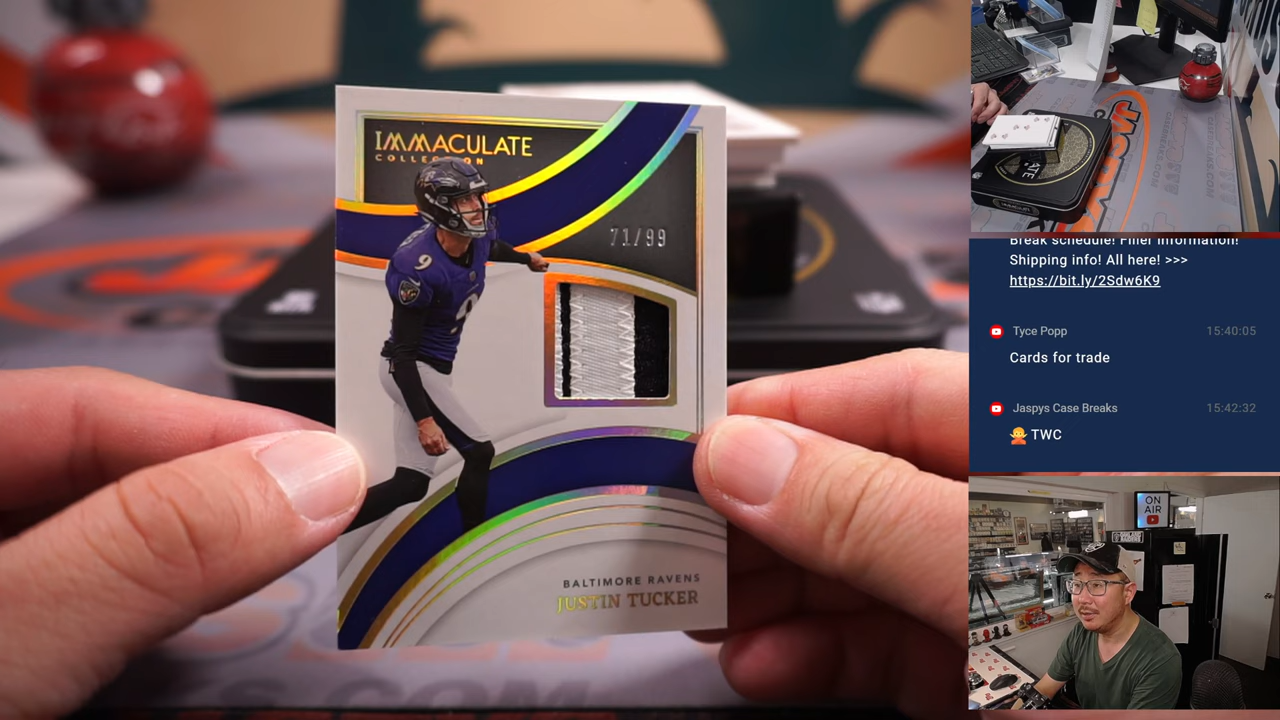 IMMACULATE
COLLECTION
71/99
9
BALTIMORE RAVENS
JUSTIN TUCKER
Break schedule! Filler information!
Shipping info! All here! >>>
https://bit.ly/2Sdw6K9
Tyce Popp
15:40:05
Cards for trade
Jaspys Case Breaks
15:42:32
🙅 TWC
ON
AIR